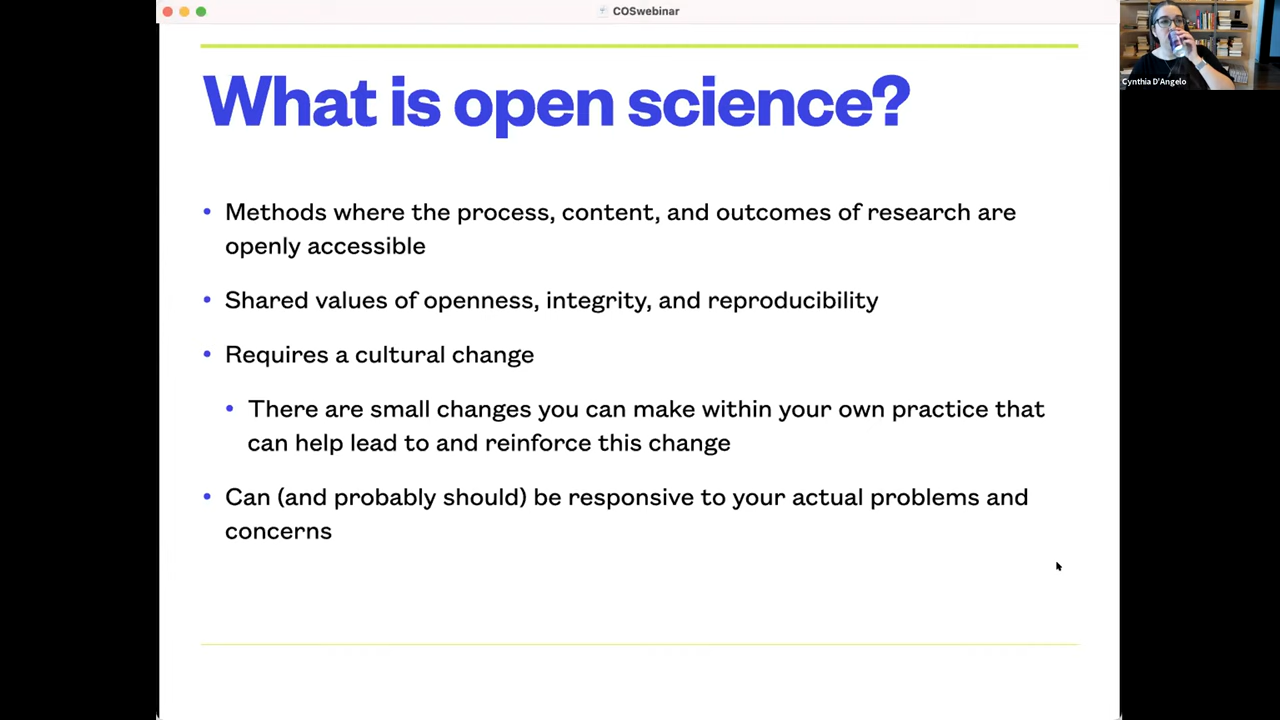 COSwebinar
Cynthia D'Angelo
What is open science?
• Methods where the process, content, and outcomes of research are
openly accessible
• Shared values of openness, integrity, and reproducibility
• Requires a cultural change
• There are small changes you can make within your own practice that
can help lead to and reinforce this change
• Can (and probably should) be responsive to your actual problems and
concerns